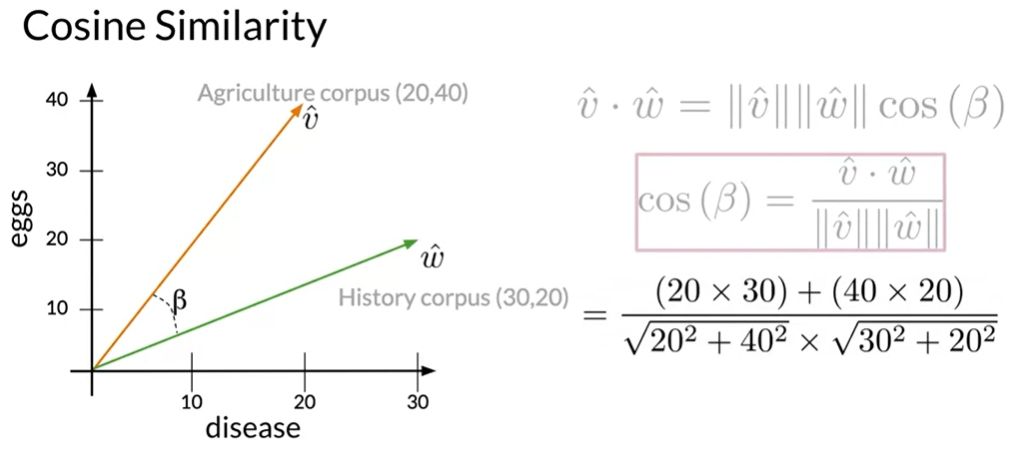 Cosine Similarity
Agriculture corpus (20,40)
v̂
ŵ
History corpus (30,20)
β
eggs
40
30
20
10
10 20 30
disease
v̂ · ŵ = ||v̂|| ||ŵ|| cos (β)
cos (β) = v̂ · ŵ / ||v̂|| ||ŵ||
= (20 × 30) + (40 × 20) / √20² + 40² × √30² + 20²